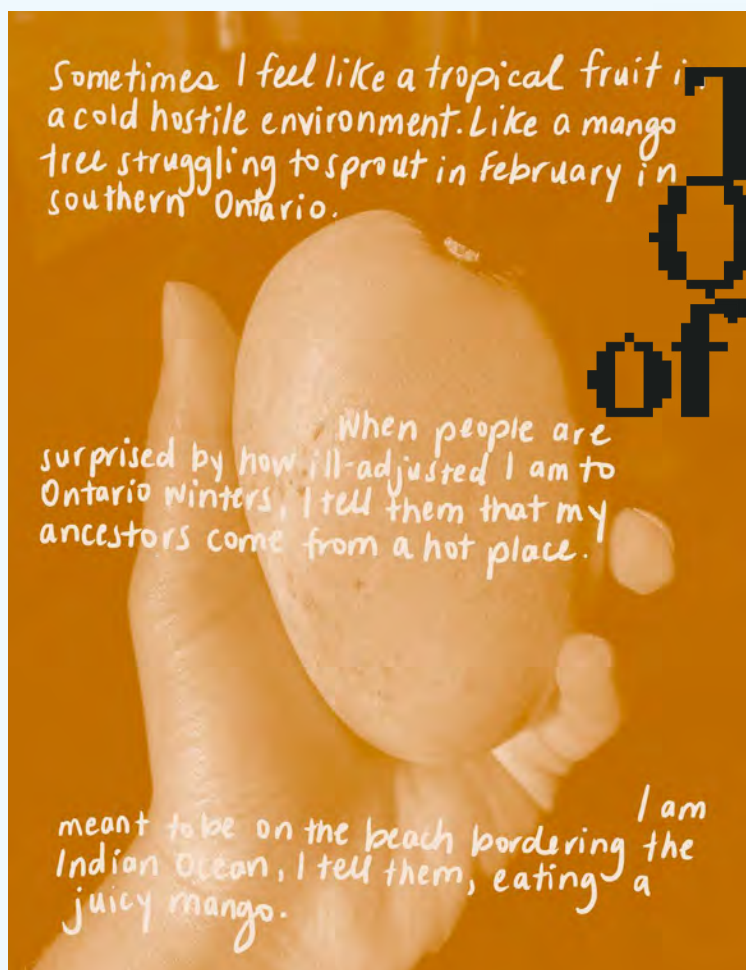 Sometimes I feel like a tropical fruit in
a cold hostile environment. Like a mango
tree struggling to sprout in February in
southern Ontario.
When people are
surprised by how ill-adjusted I am to
Ontario winters, I tell them that my
ancestors come from a hot place.
I am
meant to be on the beach bordering the
Indian Ocean, I tell them, eating a
juicy mango.
of